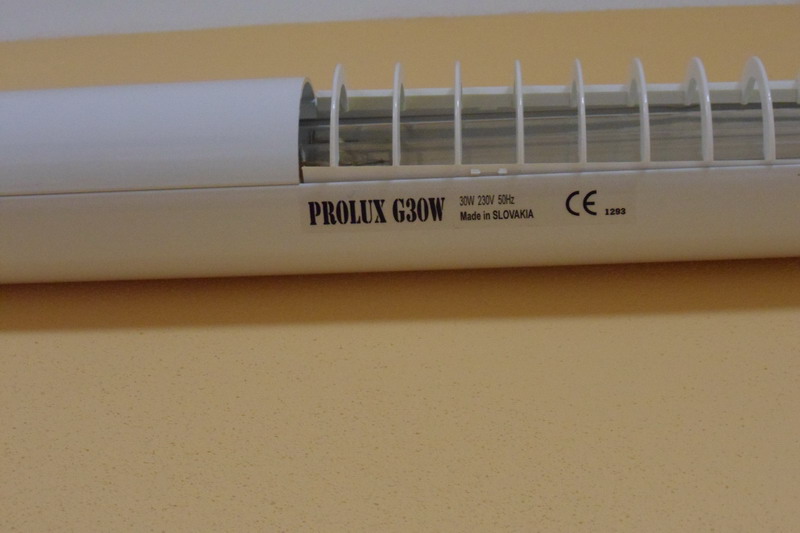 PROLUX G30W
30W 230V 50Hz
Made in SLOVAKIA
CE 1293